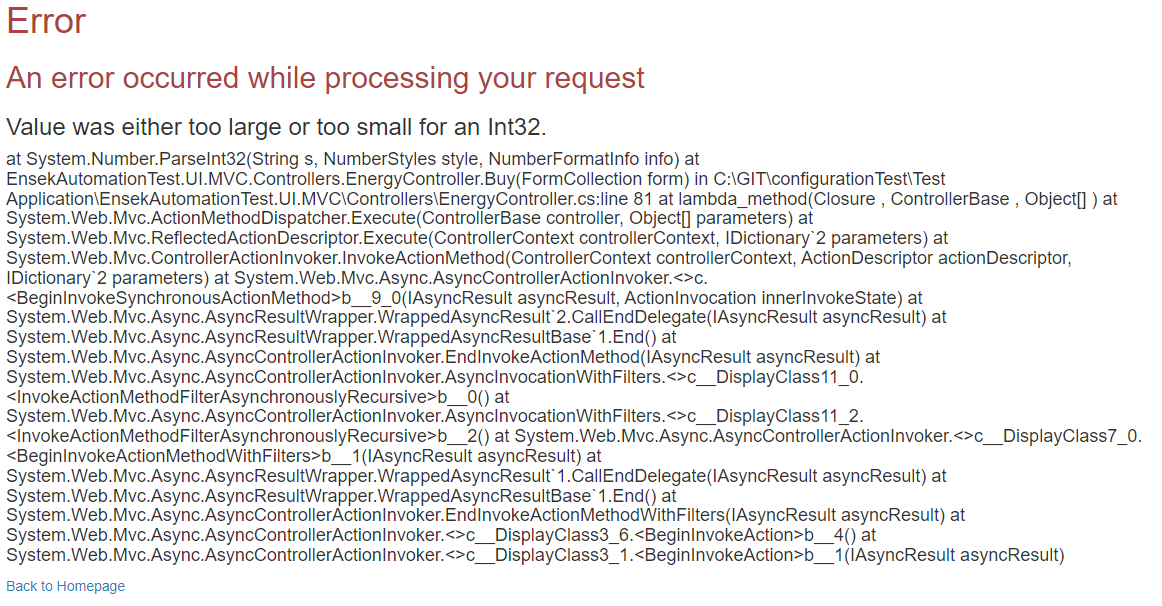 Error
An error occurred while processing your request
Value was either too large or too small for an Int32.
at System.Number.ParseInt32(String s, NumberStyles style, NumberFormatInfo info) at
EnsekAutomationTest.UI.MVC.Controllers.EnergyController.Buy(FormCollection form) in C:\GIT\configurationTest\Test
Application\EnsekAutomationTest.UI.MVC\Controllers\EnergyController.cs:line 81 at lambda_method(Closure , ControllerBase , Object[] ) at
System.Web.Mvc.ActionMethodDispatcher.Execute(ControllerBase controller, Object[] parameters) at
System.Web.Mvc.ReflectedActionDescriptor.Execute(ControllerContext controllerContext, IDictionary`2 parameters) at
System.Web.Mvc.ControllerActionInvoker.InvokeActionMethod(ControllerContext controllerContext, ActionDescriptor actionDescriptor,
IDictionary`2 parameters) at System.Web.Mvc.Async.AsyncControllerActionInvoker.<>c.
<BeginInvokeSynchronousActionMethod>b__9_0(IAsyncResult asyncResult, ActionInvocation innerInvokeState) at
System.Web.Mvc.Async.AsyncResultWrapper.WrappedAsyncResult`2.CallEndDelegate(IAsyncResult asyncResult) at
System.Web.Mvc.Async.AsyncResultWrapper.WrappedAsyncResultBase`1.End() at
System.Web.Mvc.Async.AsyncControllerActionInvoker.EndInvokeActionMethod(IAsyncResult asyncResult) at
System.Web.Mvc.Async.AsyncControllerActionInvoker.AsyncInvocationWithFilters.<>c__DisplayClass11_0.
<InvokeActionMethodFilterAsynchronouslyRecursive>b__0() at
System.Web.Mvc.Async.AsyncControllerActionInvoker.AsyncInvocationWithFilters.<>c__DisplayClass11_2.
<InvokeActionMethodFilterAsynchronouslyRecursive>b__2() at System.Web.Mvc.Async.AsyncControllerActionInvoker.<>c__DisplayClass7_0.
<BeginInvokeActionMethodWithFilters>b__1(IAsyncResult asyncResult) at
System.Web.Mvc.Async.AsyncResultWrapper.WrappedAsyncResult`1.CallEndDelegate(IAsyncResult asyncResult) at
System.Web.Mvc.Async.AsyncResultWrapper.WrappedAsyncResultBase`1.End() at
System.Web.Mvc.Async.AsyncControllerActionInvoker.EndInvokeActionMethodWithFilters(IAsyncResult asyncResult) at
System.Web.Mvc.Async.AsyncControllerActionInvoker.<>c__DisplayClass3_6.<BeginInvokeAction>b__4() at
System.Web.Mvc.Async.AsyncControllerActionInvoker.<>c__DisplayClass3_1.<BeginInvokeAction>b__1(IAsyncResult asyncResult)
Back to Homepage